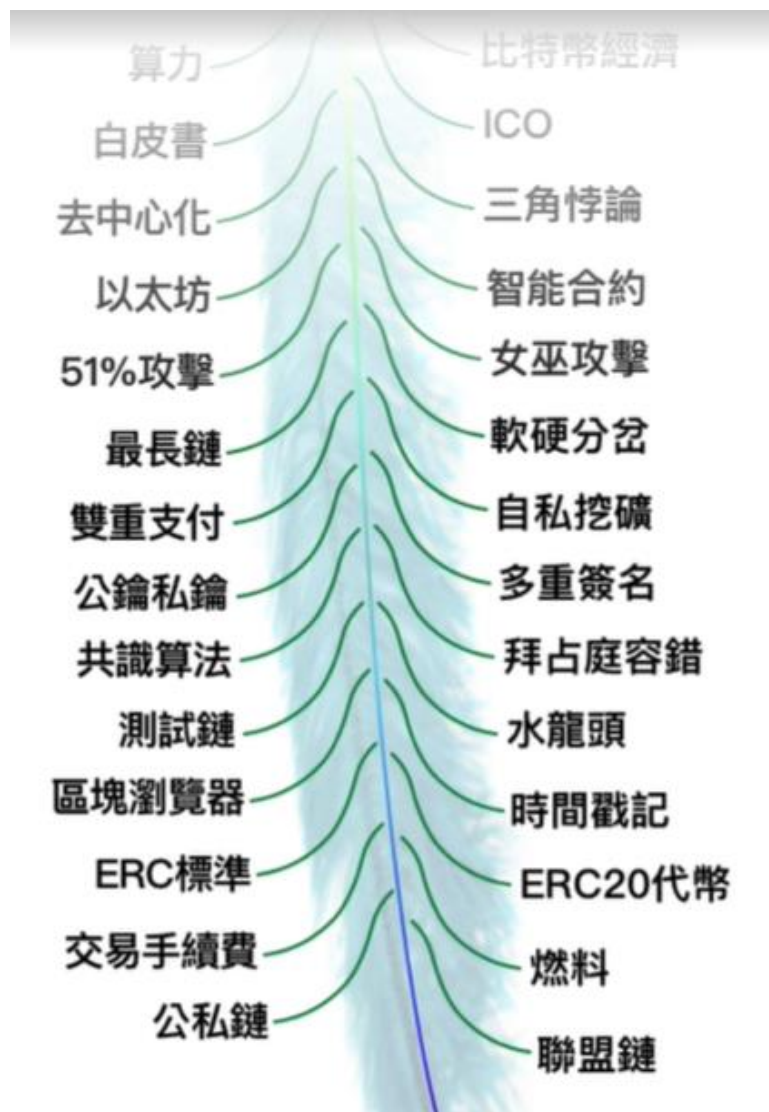 算力
比特幣經濟
白皮書
ICO
去中心化
三角悖論
以太坊
智能合約
51%攻擊
女巫攻擊
最長鏈
軟硬分岔
雙重支付
自私挖礦
公鑰私鑰
多重簽名
共識算法
拜占庭容錯
測試鏈
水龍頭
區塊瀏覽器
時間戳記
ERC標準
ERC20代幣
交易手續費
燃料
公私鏈
聯盟鏈